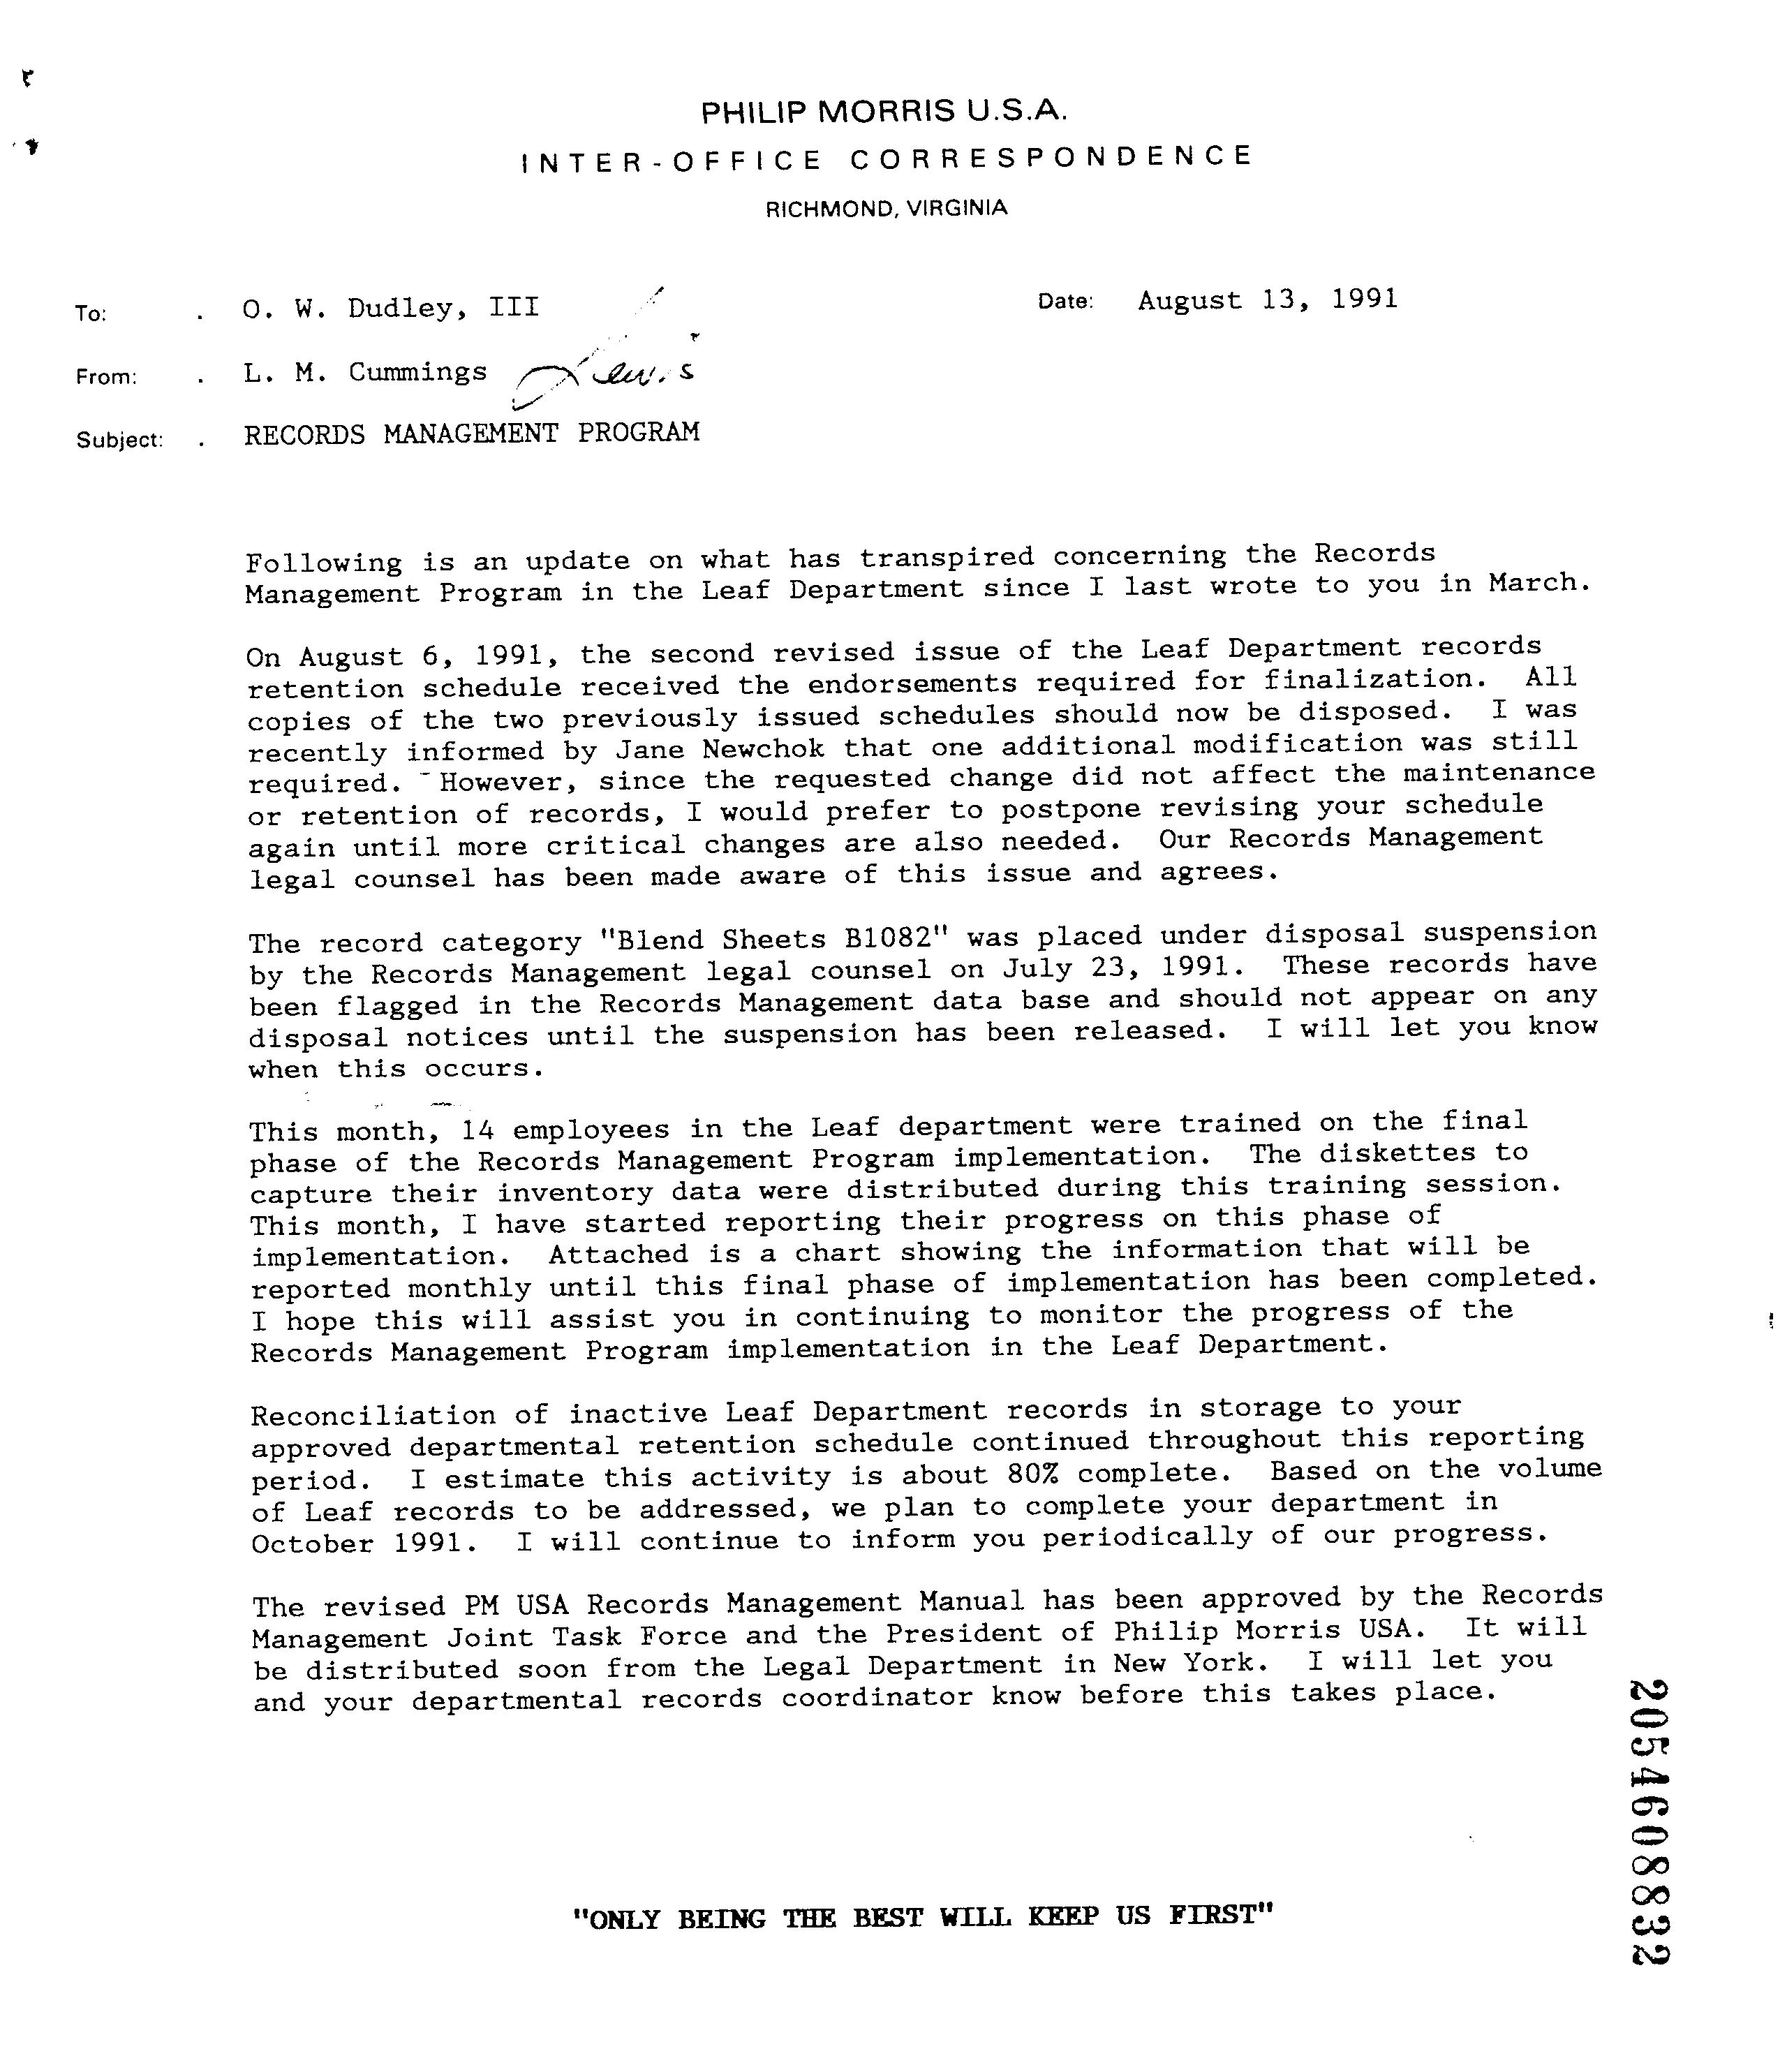 PHILIP MORRIS U.S.A.
INTER-OFFICE CORRESPONDENCE
RICHMOND, VIRGINIA
To: . O. W. Dudley, III Date: August 13, 1991
From: . L. M. Cummings Lewis
Subject: . RECORDS MANAGEMENT PROGRAM
Following is an update on what has transpired concerning the Records
Management Program in the Leaf Department since I last wrote to you in March.
On August 6, 1991, the second revised issue of the Leaf Department records
retention schedule received the endorsements required for finalization. All
copies of the two previously issued schedules should now be disposed. I was
recently informed by Jane Newchok that one additional modification was still
required. However, since the requested change did not affect the maintenance
or retention of records, I would prefer to postpone revising your schedule
again until more critical changes are also needed. Our Records Management
legal counsel has been made aware of this issue and agrees.
The record category "Blend Sheets B1082" was placed under disposal suspension
by the Records Management legal counsel on July 23, 1991. These records have
been flagged in the Records Management data base and should not appear on any
disposal notices until the suspension has been released. I will let you know
when this occurs.
This month, 14 employees in the Leaf department were trained on the final
phase of the Records Management Program implementation. The diskettes to
capture their inventory data were distributed during this training session.
This month, I have started reporting their progress on this phase of
implementation. Attached is a chart showing the information that will be
reported monthly until this final phase of implementation has been completed.
I hope this will assist you in continuing to monitor the progress of the
Records Management Program implementation in the Leaf Department.
Reconciliation of inactive Leaf Department records in storage to your
approved departmental retention schedule continued throughout this reporting
period. I estimate this activity is about 80% complete. Based on the volume
of Leaf records to be addressed, we plan to complete your department in
October 1991. I will continue to inform you periodically of our progress.
The revised PM USA Records Management Manual has been approved by the Records
Management Joint Task Force and the President of Philip Morris USA. It will
be distributed soon from the Legal Department in New York. I will let you
and your departmental records coordinator know before this takes place.
2054608832
"ONLY BEING THE BEST WILL KEEP US FIRST"